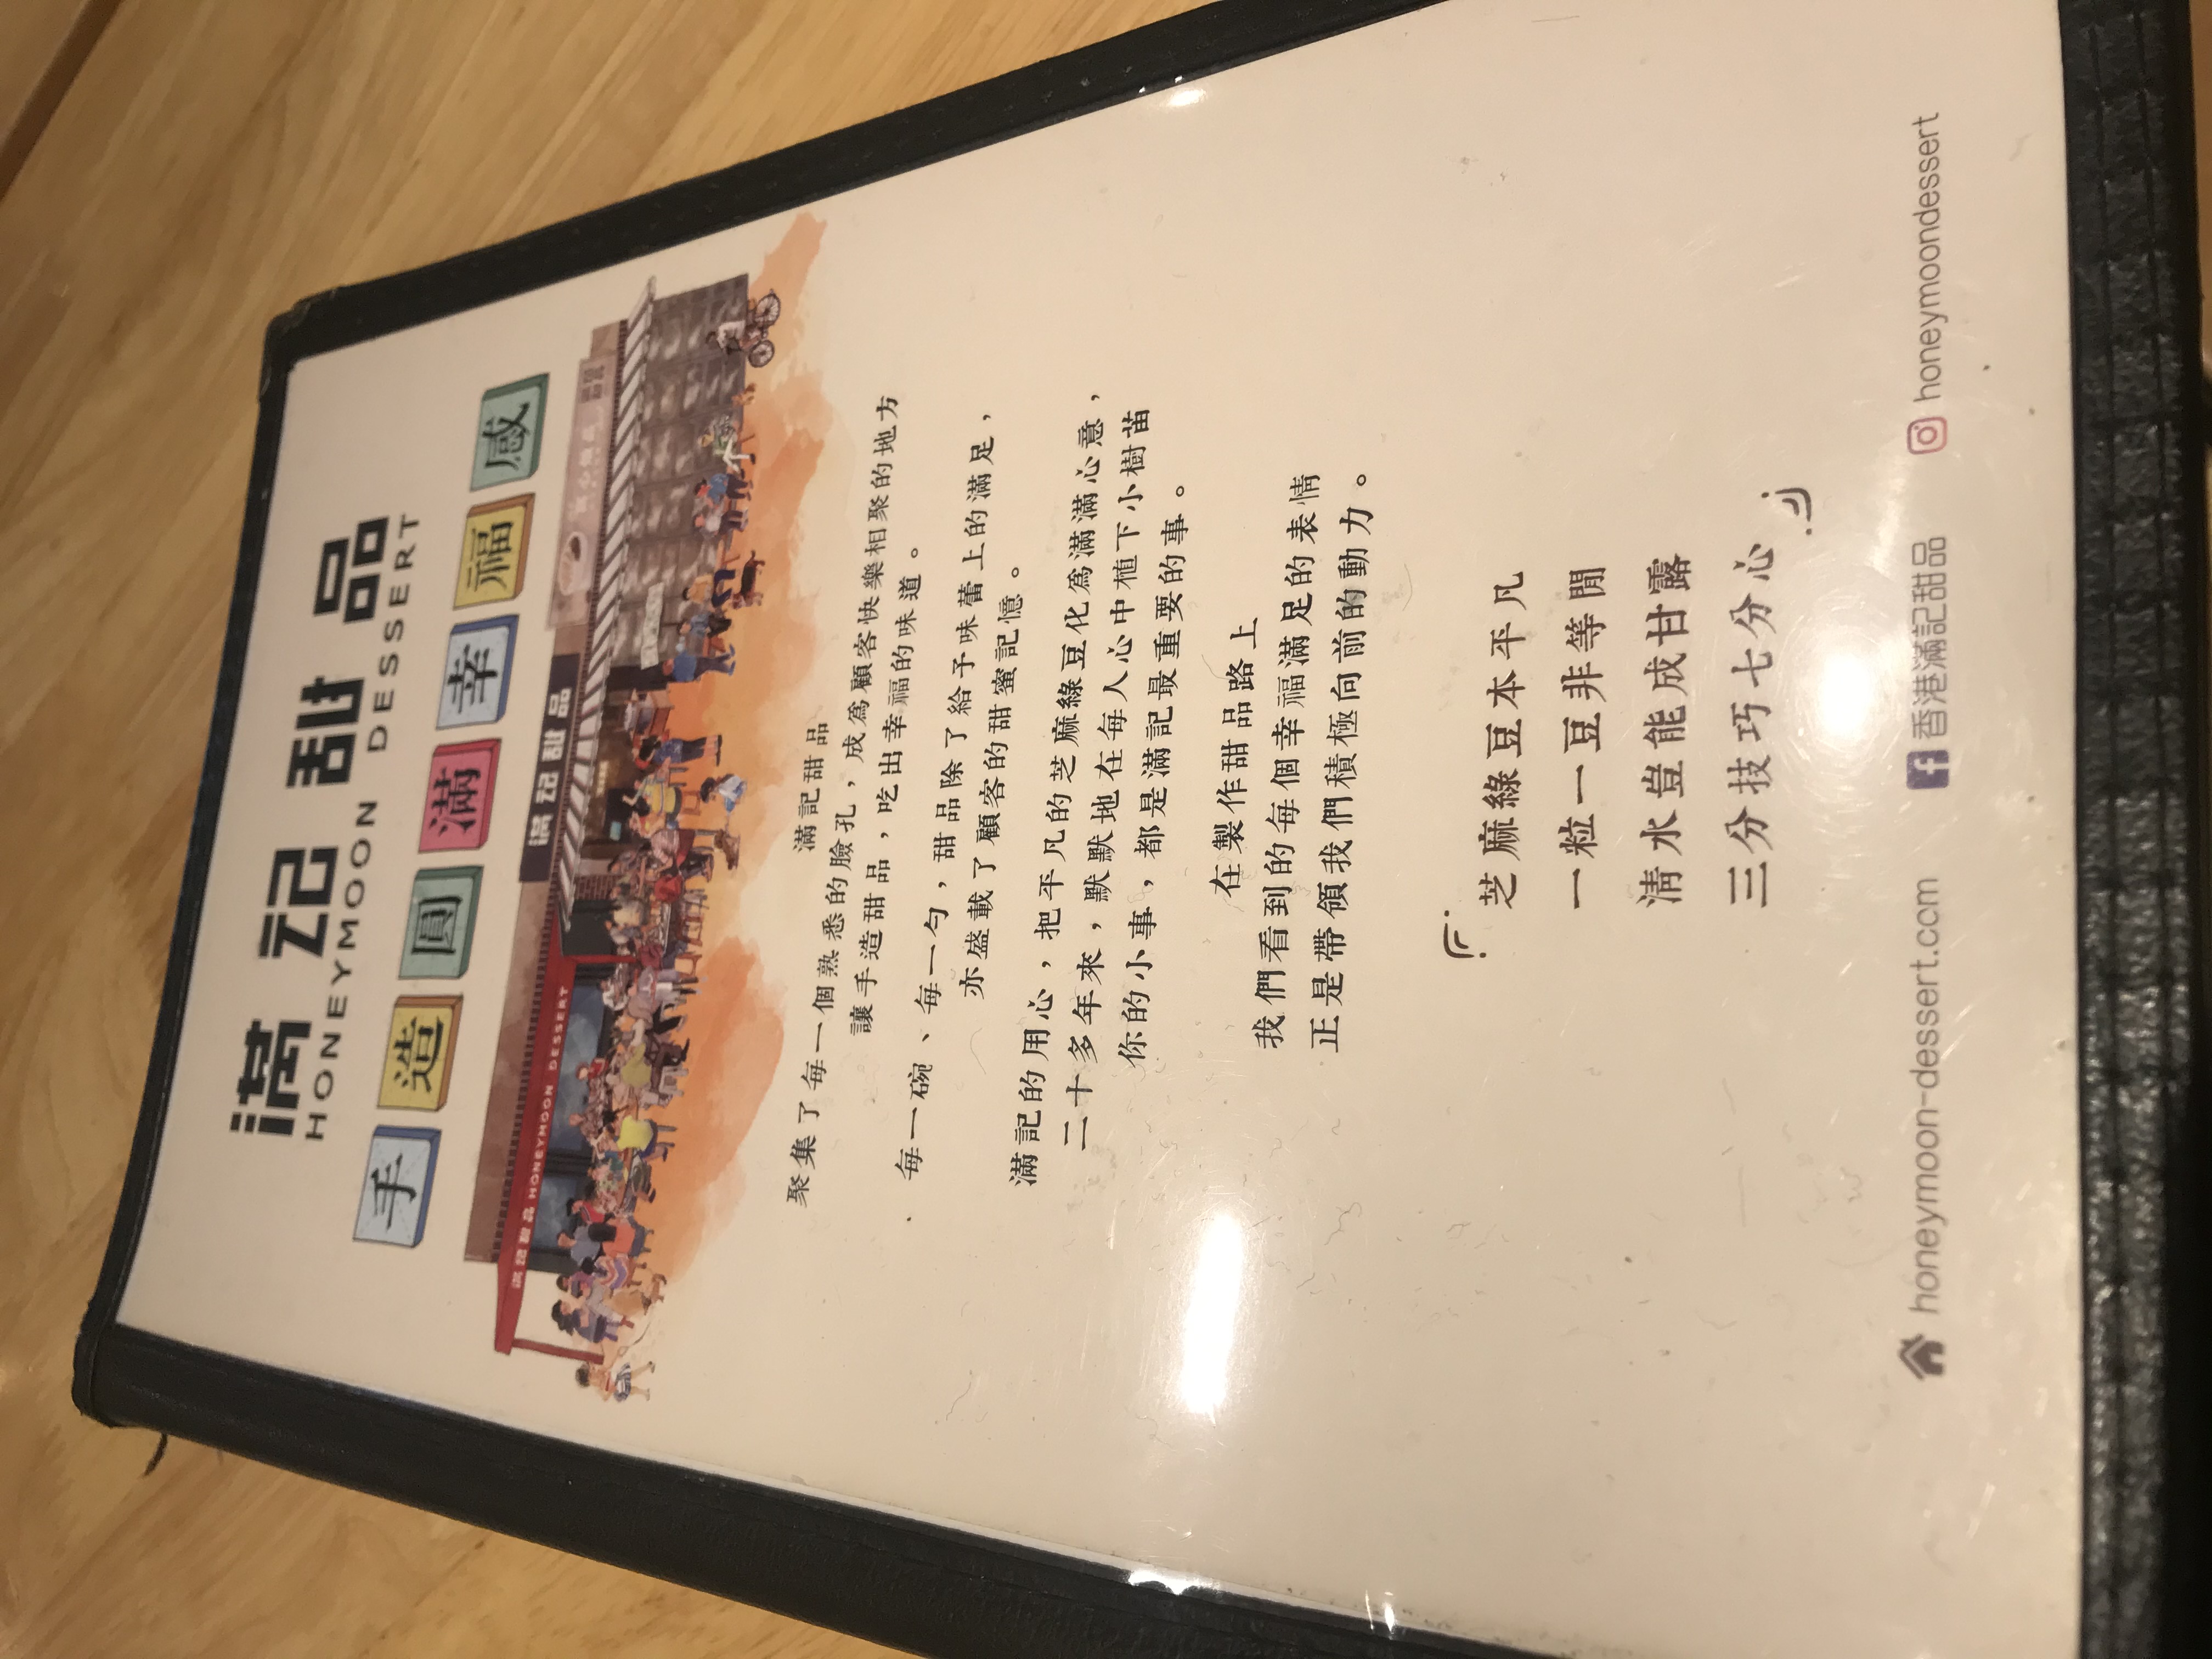 滿記甜品
HONEYMOON DESSERT
手造圓滿幸福感
滿記甜品
滿記甜品 HONEYMOON DESSERT
滿記甜品
聚集了每一個熟悉的臉孔，成為顧客快樂相聚的地方
讓手造甜品，吃出幸福的味道。
每一碗、每一勺，甜品除了給予味蕾上的滿足，
亦盛載了顧客的甜蜜記憶。
滿記的用心，把平凡的芝麻綠豆化為滿滿心意，
二十多年來，默默地在每人心中植下小樹苗
你的小事，都是滿記最重要的事。
在製作甜品路上
我們看到的每個幸福滿足的表情
正是帶領我們積極向前的動力。
芝麻綠豆本平凡
一粒一豆非等閒
清水豈能成甘露
三分技巧七分心
honeymoon-dessert.com 香港滿記甜品 honeymoondessert